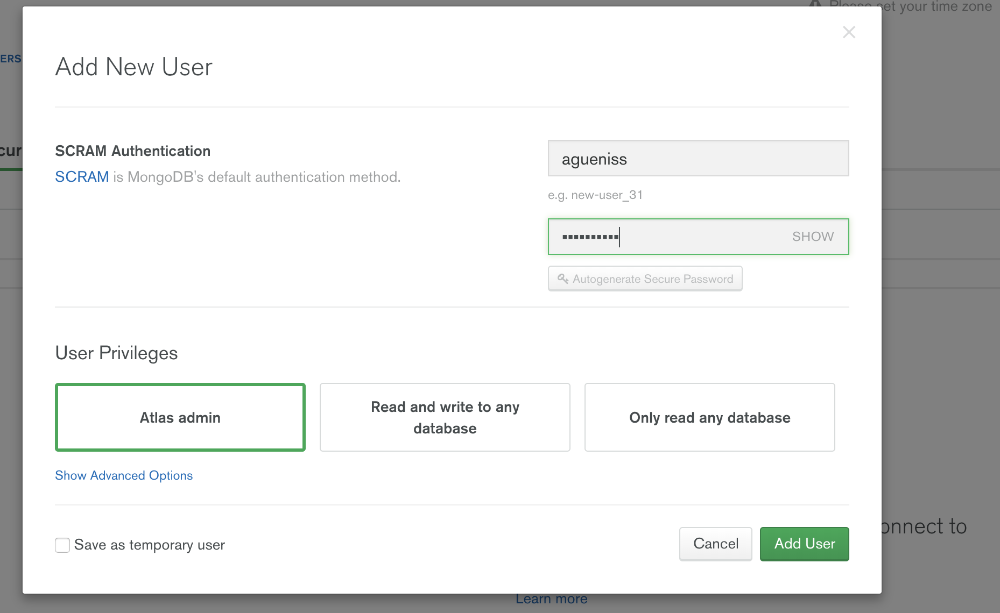 Please set your time zone
ERS
Add New User
cur
SCRAM Authentication
SCRAM is MongoDB's default authentication method.
agueniss
e.g. new-user_31
SHOW
Autogenerate Secure Password
User Privileges
Atlas admin
Read and write to any
database
Only read any database
Show Advanced Options
onnect to
Save as temporary user
Cancel
Add User
Learn more